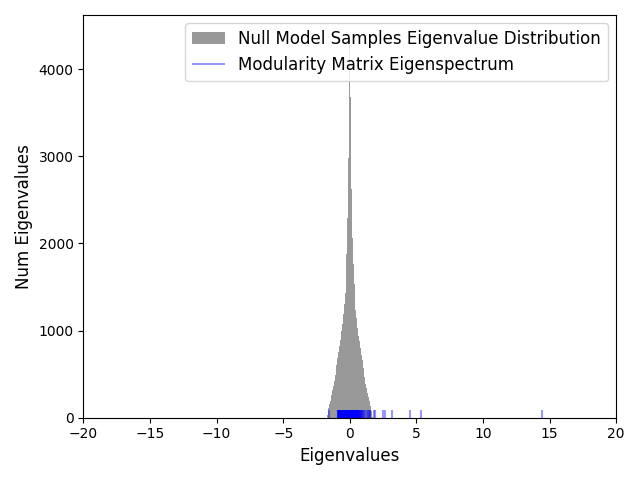 Null Model Samples Eigenvalue Distribution
Modularity Matrix Eigenspectrum
4000
3000
2000
1000
0
Num Eigenvalues
−20 −15 −10 −5 0 5 10 15 20
Eigenvalues